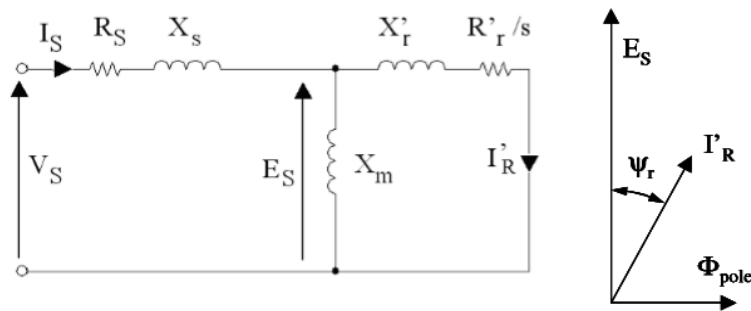 I_S
R_S
X_s
X'_r
R'_r /s
V_S
E_S
X_m
I'_R
E_S
Ψ_r
I'_R
Φ_pole